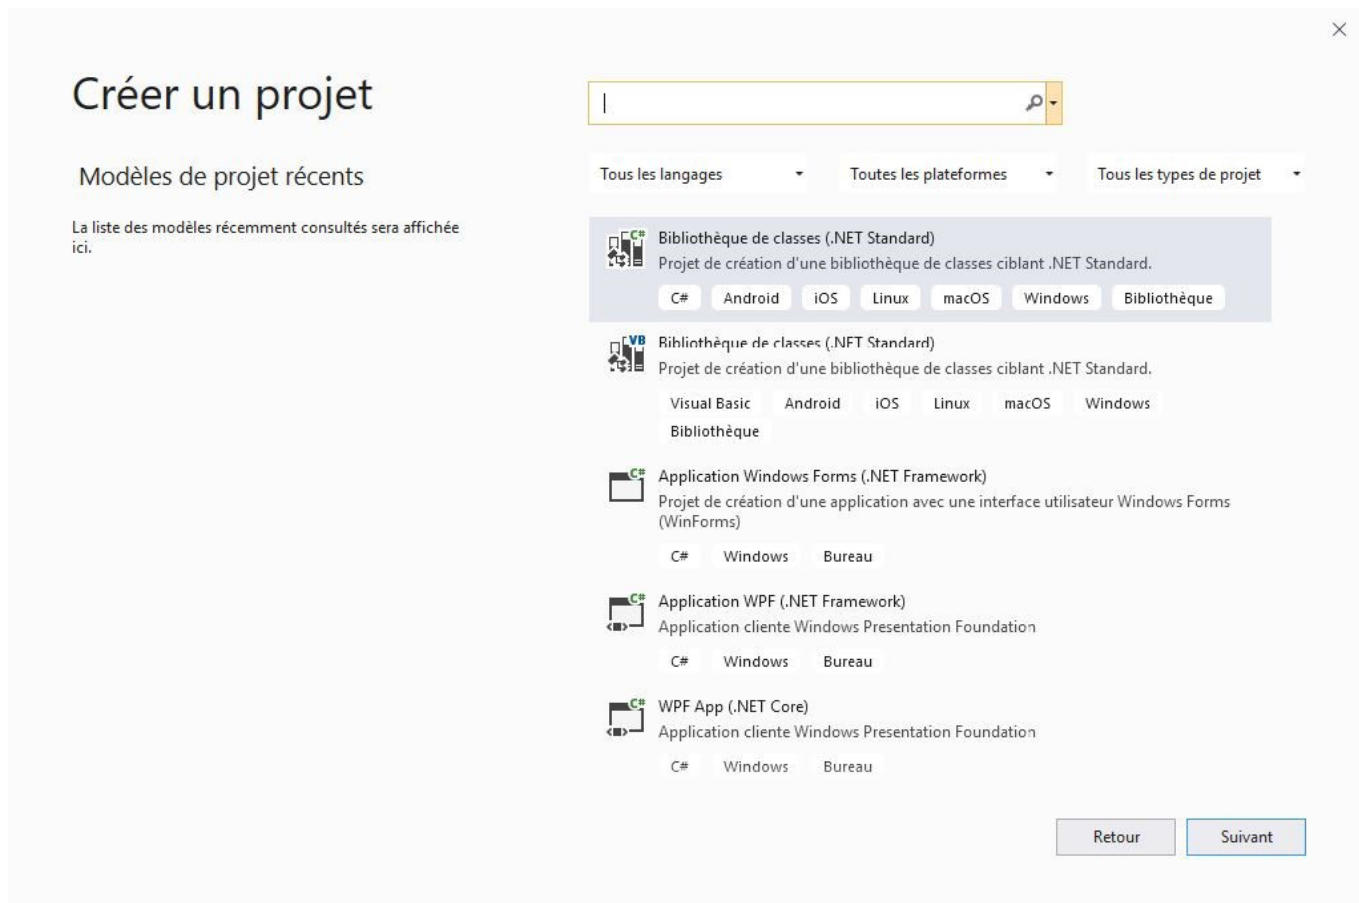 Créer un projet
Modèles de projet récents
La liste des modèles récemment consultés sera affichée
ici.
Tous les langages
Toutes les plateformes
Tous les types de projet
C#
Bibliothèque de classes (.NET Standard)
Projet de création d'une bibliothèque de classes ciblant .NET Standard.
C# Android iOS Linux macOS Windows Bibliothèque
VB
Bibliothèque de classes (.NET Standard)
Projet de création d'une bibliothèque de classes ciblant .NET Standard.
Visual Basic Android iOS Linux macOS Windows
Bibliothèque
C#
Application Windows Forms (.NET Framework)
Projet de création d'une application avec une interface utilisateur Windows Forms
(WinForms)
C# Windows Bureau
C#
Application WPF (.NET Framework)
Application cliente Windows Presentation Foundation
C# Windows Bureau
C#
WPF App (.NET Core)
Application cliente Windows Presentation Foundation
C# Windows Bureau
Retour
Suivant